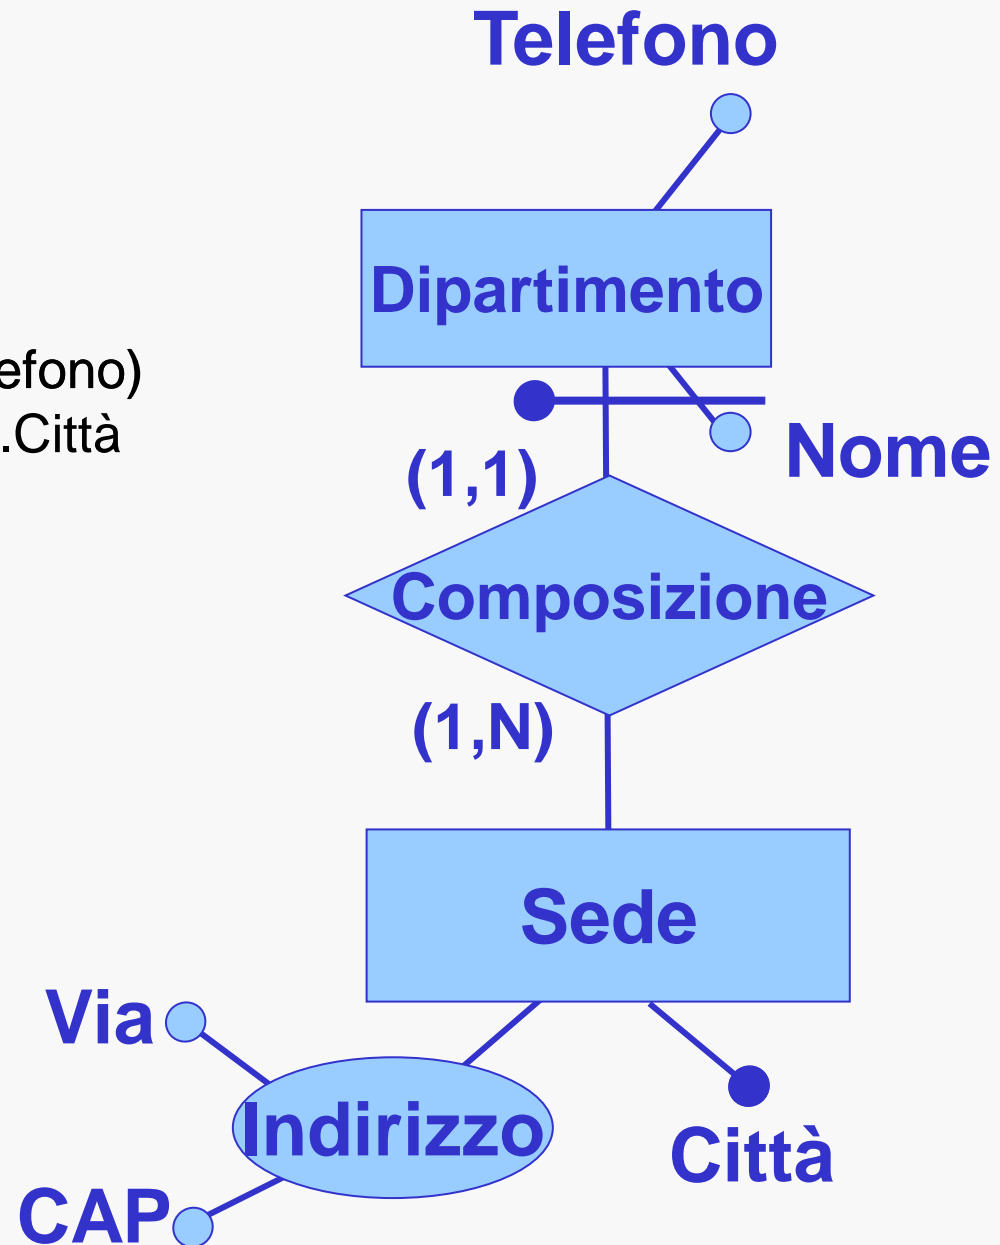 Telefono
Dipartimento
efono)
.Città
Nome
(1,1)
Composizione
(1,N)
Sede
Via
Indirizzo
Città
CAP